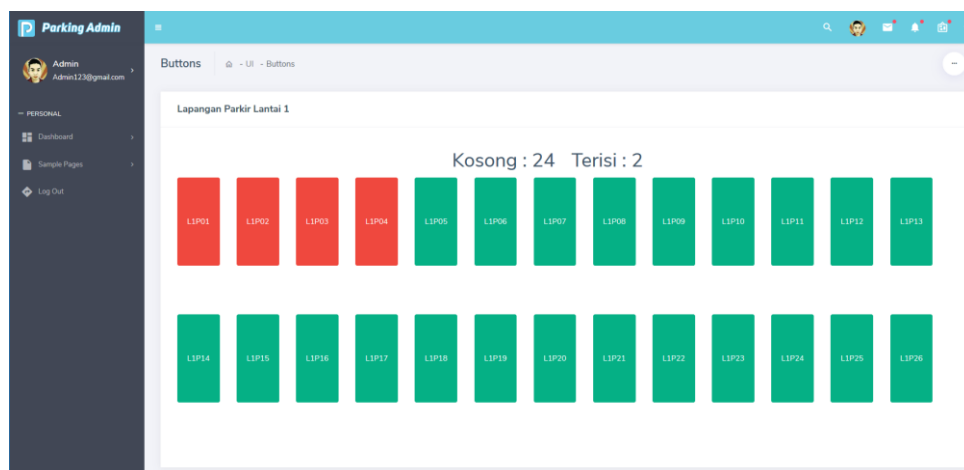 Parking Admin
Admin
Admin123@gmail.com
PERSONAL
Dashboard
Sample Pages
Log Out
Buttons
- UI - Buttons
Lapangan Parkir Lantai 1
Kosong : 24 Terisi : 2
L1P01 L1P02 L1P03 L1P04 L1P05 L1P06 L1P07 L1P08 L1P09 L1P10 L1P11 L1P12 L1P13
L1P14 L1P15 L1P16 L1P17 L1P18 L1P19 L1P20 L1P21 L1P22 L1P23 L1P24 L1P25 L1P26